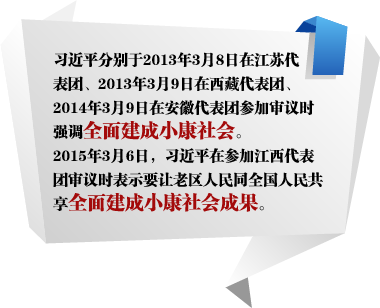 习近平分别于2013年3月8日在江苏代
表团、2013年3月9日在西藏代表团、
2014年3月9日在安徽代表团参加审议时
强调全面建成小康社会。
2015年3月6日，习近平在参加江西代表
团审议时表示要让老区人民同全国人民共
享全面建成小康社会成果。